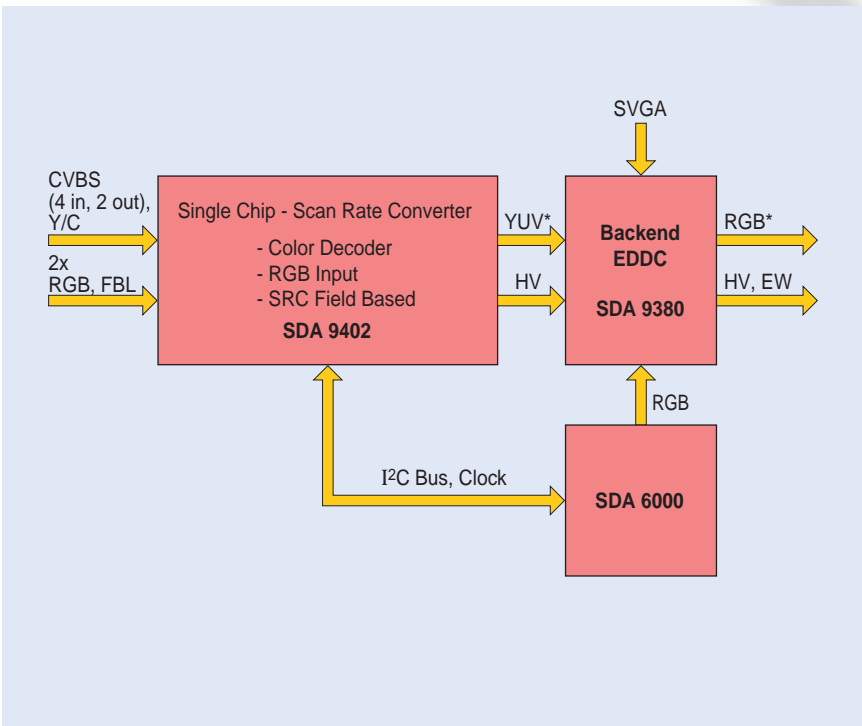 SVGA
CVBS
(4 in, 2 out),
Y/C
2x
RGB, FBL
Single Chip - Scan Rate Converter
- Color Decoder
- RGB Input
- SRC Field Based
SDA 9402
YUV*
HV
Backend
EDDC
SDA 9380
RGB*
HV, EW
RGB
I²C Bus, Clock
SDA 6000